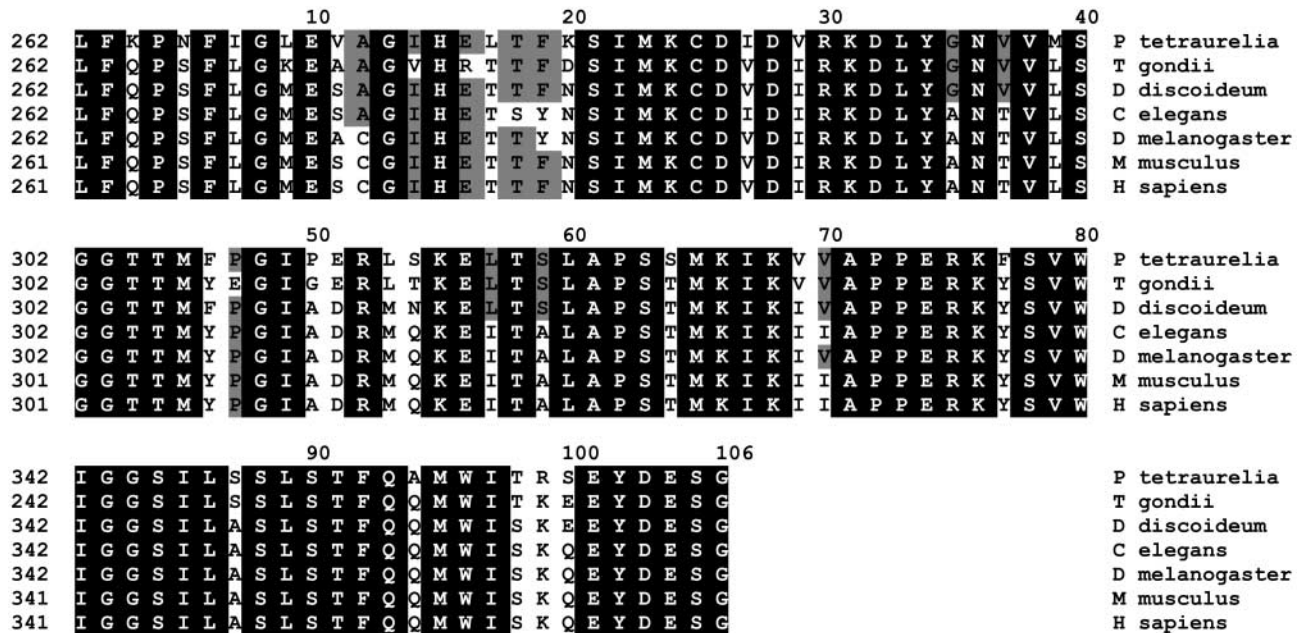 10 20 30 40
262 L F K P N F I G L E V A G I H E L T F K S I M K C D I D V R K D L Y G N V V M S P tetraurelia
262 L F Q P S F L G K E A A G V H R T T F D S I M K C D V D I R K D L Y G N V V L S T gondii
262 L F Q P S F L G M E S A G I H E T T F N S I M K C D V D I R K D L Y G N V V L S D discoideum
262 L F Q P S F L G M E S A G I H E T S Y N S I M K C D I D I R K D L Y A N T V L S C elegans
262 L F Q P S F L G M E A C G I H E T T Y N S I M K C D V D I R K D L Y A N T V L S D melanogaster
261 L F Q P S F L G M E S C G I H E T T F N S I M K C D V D I R K D L Y A N T V L S M musculus
261 L F Q P S F L G M E S C G I H E T T F N S I M K C D V D I R K D L Y A N T V L S H sapiens
50 60 70 80
302 G G T T M F P G I P E R L S K E L T S L A P S S M K I K V V A P P E R K F S V W P tetraurelia
302 G G T T M Y E G I G E R L T K E L T S L A P S T M K I K V V A P P E R K Y S V W T gondii
302 G G T T M F P G I A D R M N K E L T S L A P S T M K I K I V A P P E R K Y S V W D discoideum
302 G G T T M Y P G I A D R M Q K E I T A L A P S T M K I K I I A P P E R K Y S V W C elegans
302 G G T T M Y P G I A D R M Q K E I T A L A P S T M K I K I V A P P E R K Y S V W D melanogaster
301 G G T T M Y P G I A D R M Q K E I T A L A P S T M K I K I I A P P E R K Y S V W M musculus
301 G G T T M Y P G I A D R M Q K E I T A L A P S T M K I K I I A P P E R K Y S V W H sapiens
90 100 106
342 I G G S I L S S L S T F Q A M W I T R S E Y D E S G P tetraurelia
242 I G G S I L S S L S T F Q Q M W I T K E E Y D E S G T gondii
342 I G G S I L A S L S T F Q Q M W I S K E E Y D E S G D discoideum
342 I G G S I L A S L S T F Q Q M W I S K Q E Y D E S G C elegans
342 I G G S I L A S L S T F Q Q M W I S K Q E Y D E S G D melanogaster
341 I G G S I L A S L S T F Q Q M W I S K Q E Y D E S G M musculus
341 I G G S I L A S L S T F Q Q M W I S K Q E Y D E S G H sapiens